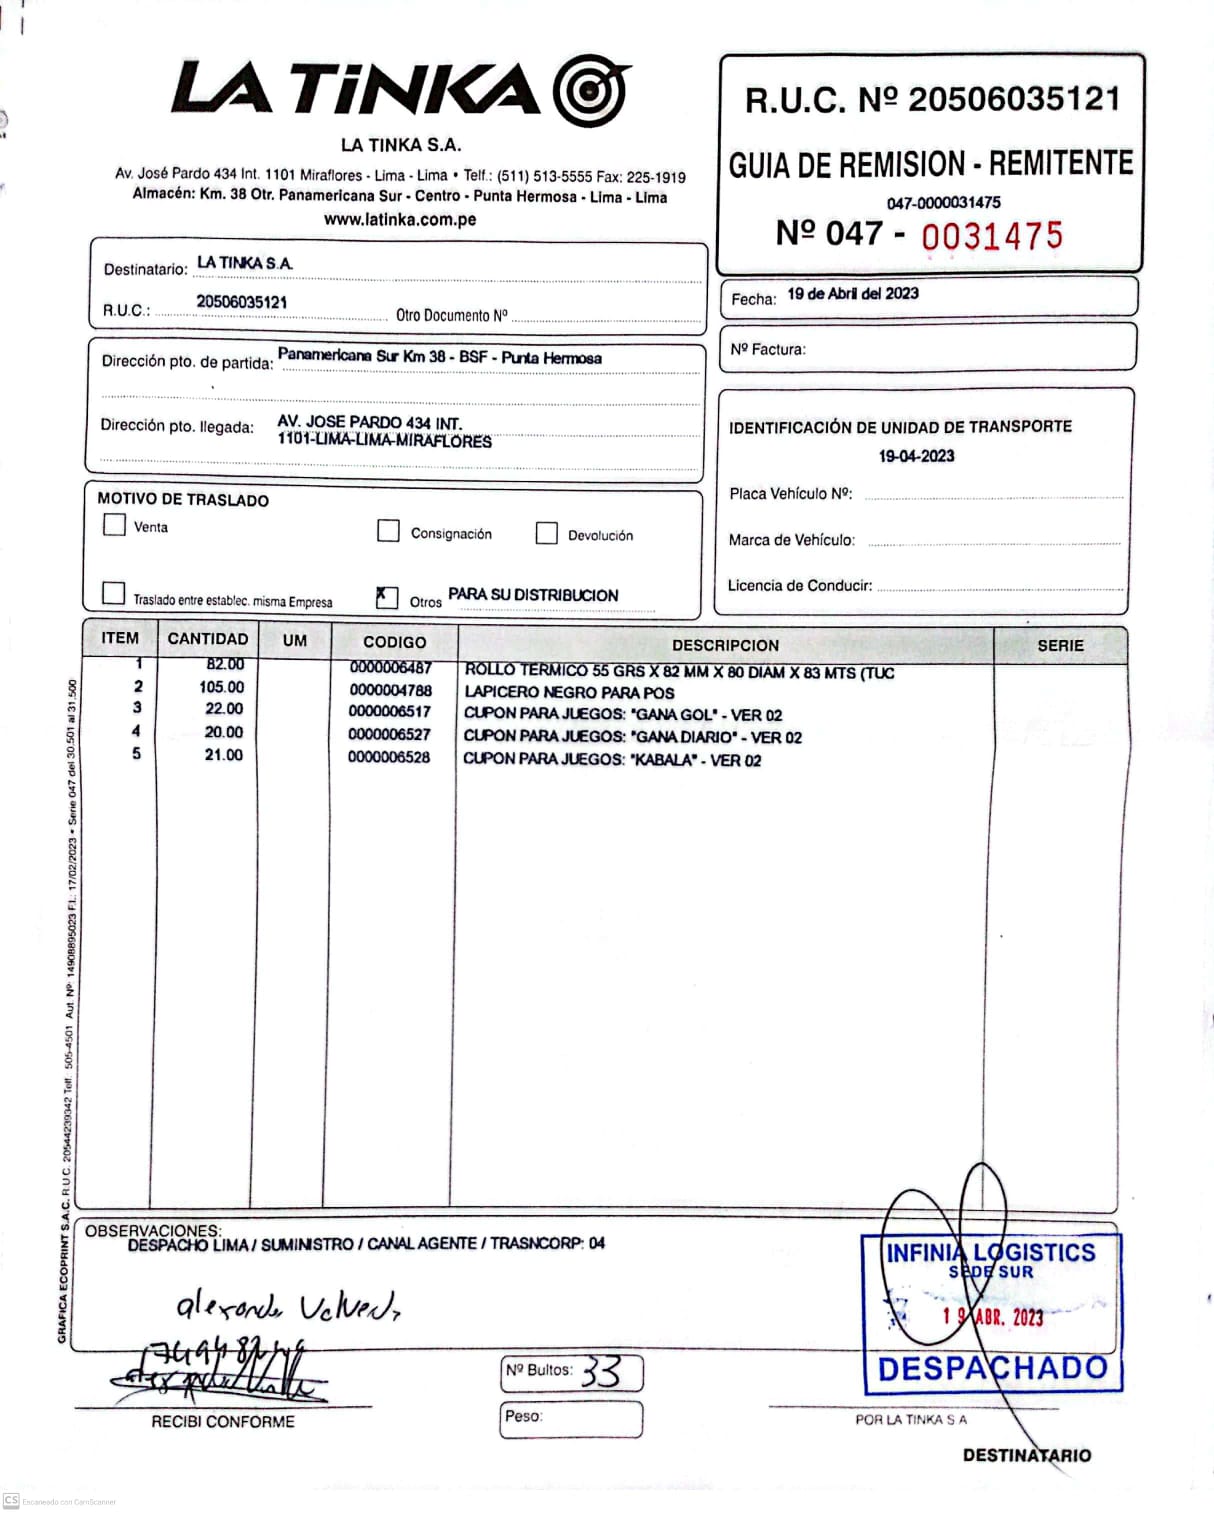 LA TiNKA
LA TINKA S.A.
Av. José Pardo 434 Int. 1101 Miraflores - Lima - Lima • Telf.: (511) 513-5555 Fax: 225-1919
Almacén: Km. 38 Otr. Panamericana Sur - Centro - Punta Hermosa - Lima - Lima
www.latinka.com.pe
R.U.C. Nº 20506035121
GUIA DE REMISION - REMITENTE
047-0000031475
Nº 047 - 0031475
Destinatario: LA TINKA S.A.
R.U.C.: 20506035121 Otro Documento Nº
Fecha: 19 de Abril del 2023
Nº Factura:
Dirección pto. de partida: Panamericana Sur Km 38 - BSF - Punta Hermosa
Dirección pto. llegada: AV. JOSE PARDO 434 INT.
1101-LIMA-LIMA-MIRAFLORES
IDENTIFICACIÓN DE UNIDAD DE TRANSPORTE
19-04-2023
Placa Vehículo Nº:
Marca de Vehículo:
Licencia de Conducir:
MOTIVO DE TRASLADO
Venta Consignación Devolución
Traslado entre establec. misma Empresa X Otros PARA SU DISTRIBUCION
ITEM CANTIDAD UM CODIGO DESCRIPCION SERIE
1 82.00 0000006487 ROLLO TERMICO 55 GRS X 82 MM X 80 DIAM X 83 MTS (TUC
2 105.00 0000004788 LAPICERO NEGRO PARA POS
3 22.00 0000006517 CUPON PARA JUEGOS: "GANA GOL" - VER 02
4 20.00 0000006527 CUPON PARA JUEGOS: "GANA DIARIO" - VER 02
5 21.00 0000006528 CUPON PARA JUEGOS: "KABALA" - VER 02
GRAFICA ECOPRINT S.A.C. R.U.C. 20544239342 Telf.: 505-4501 Aut. Nº: 14908895023 F.I.: 17/02/2023 • Serie 047 del 30.501 al 31.500
OBSERVACIONES:
DESPACHO LIMA / SUMINISTRO / CANAL AGENTE / TRASNCORP: 04
INFINIA LOGISTICS
SEDE SUR
19 ABR. 2023
DESPACHADO
Nº Bultos: 33
Peso:
RECIBI CONFORME
POR LA TINKA S A
DESTINATARIO
CS Escaneado con CamScanner